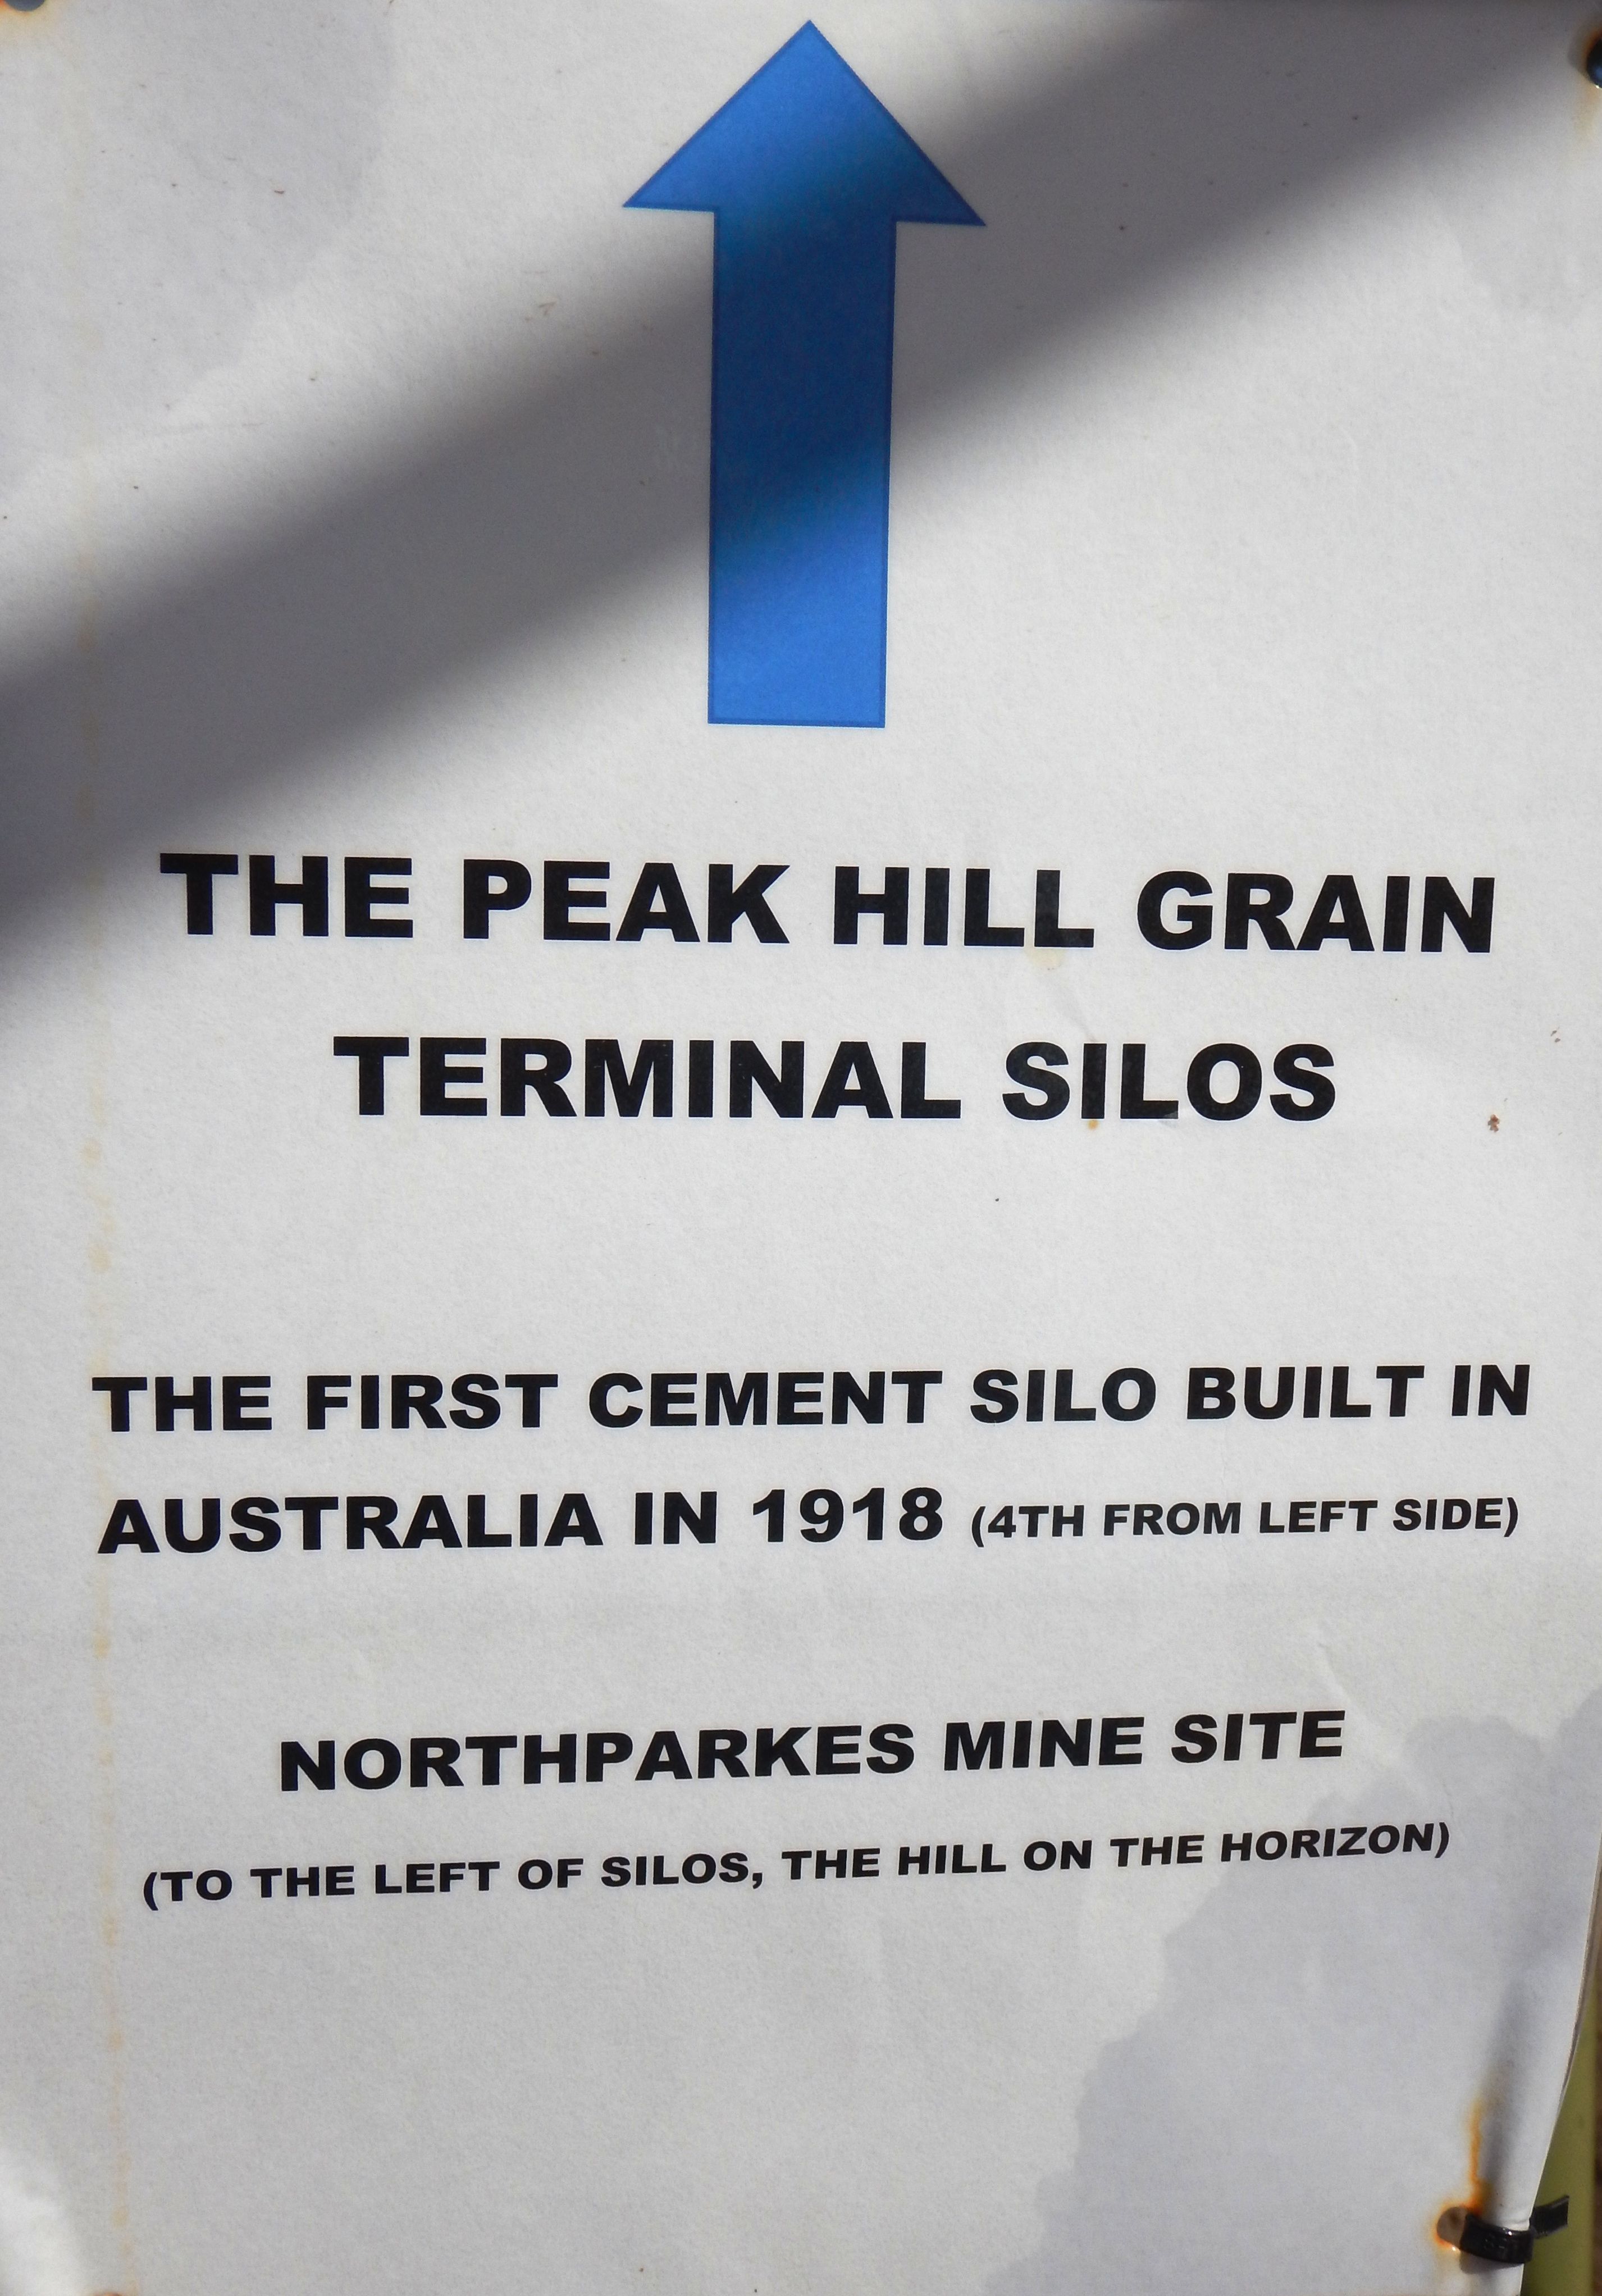 THE PEAK HILL GRAIN
TERMINAL SILOS
THE FIRST CEMENT SILO BUILT IN
AUSTRALIA IN 1918 (4TH FROM LEFT SIDE)
NORTHPARKES MINE SITE
(TO THE LEFT OF SILOS, THE HILL ON THE HORIZON)